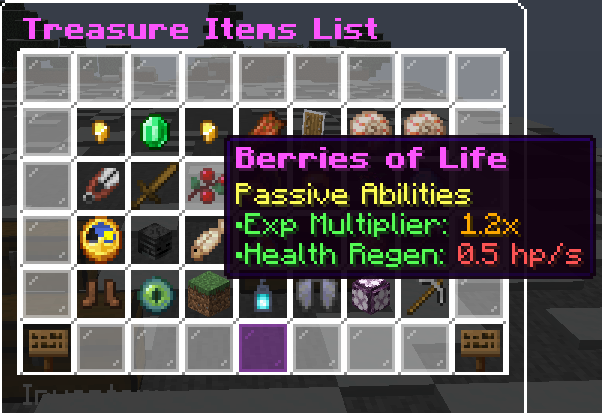 Treasure Items List
Berries of Life
Passive Abilities
•Exp Multiplier: 1.2x
•Health Regen: 0.5 hp/s